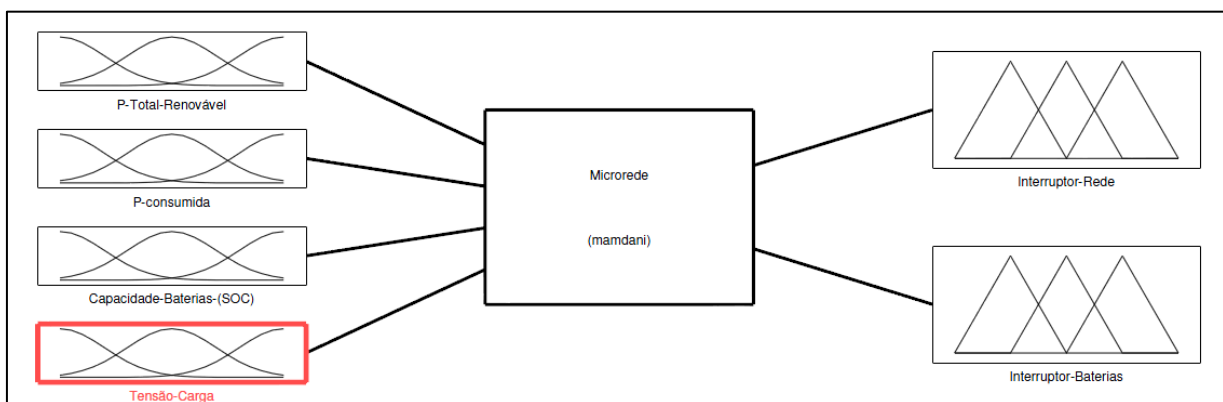 P-Total-Renovável
P-consumida
Capacidade-Baterias-(SOC)
Tensão-Carga
Microrede
(mamdani)
Interruptor-Rede
Interruptor-Baterias